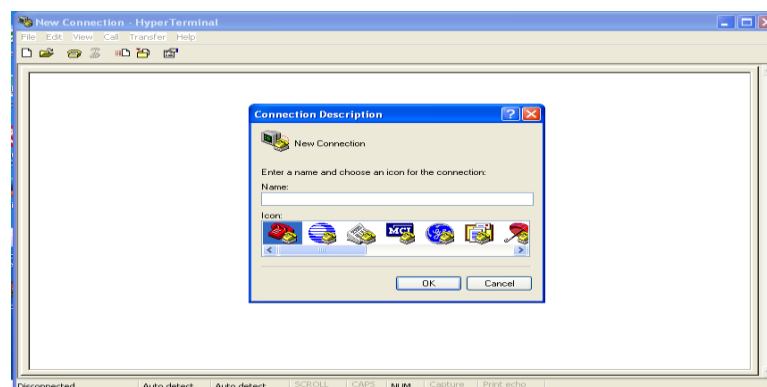 New Connection - HyperTerminal
File Edit View Call Transfer Help
Connection Description
New Connection
Enter a name and choose an icon for the connection:
Name:
Icon:
MCI
OK Cancel
Disconnected Auto detect Auto detect SCROLL CAPS NUM Capture Print echo